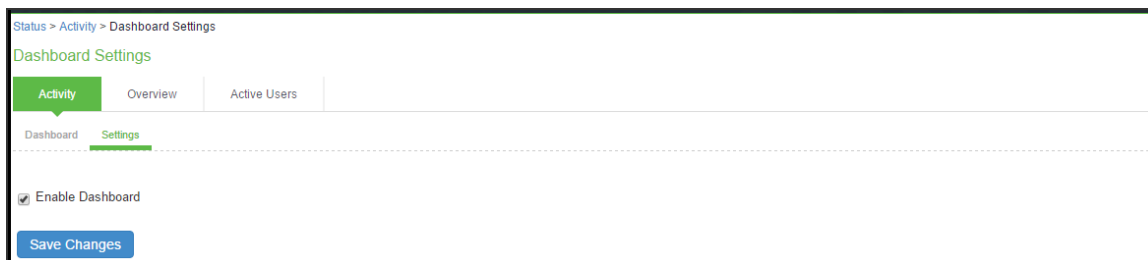 Status > Activity > Dashboard Settings
Dashboard Settings
Activity Overview Active Users
Dashboard Settings
Enable Dashboard
Save Changes